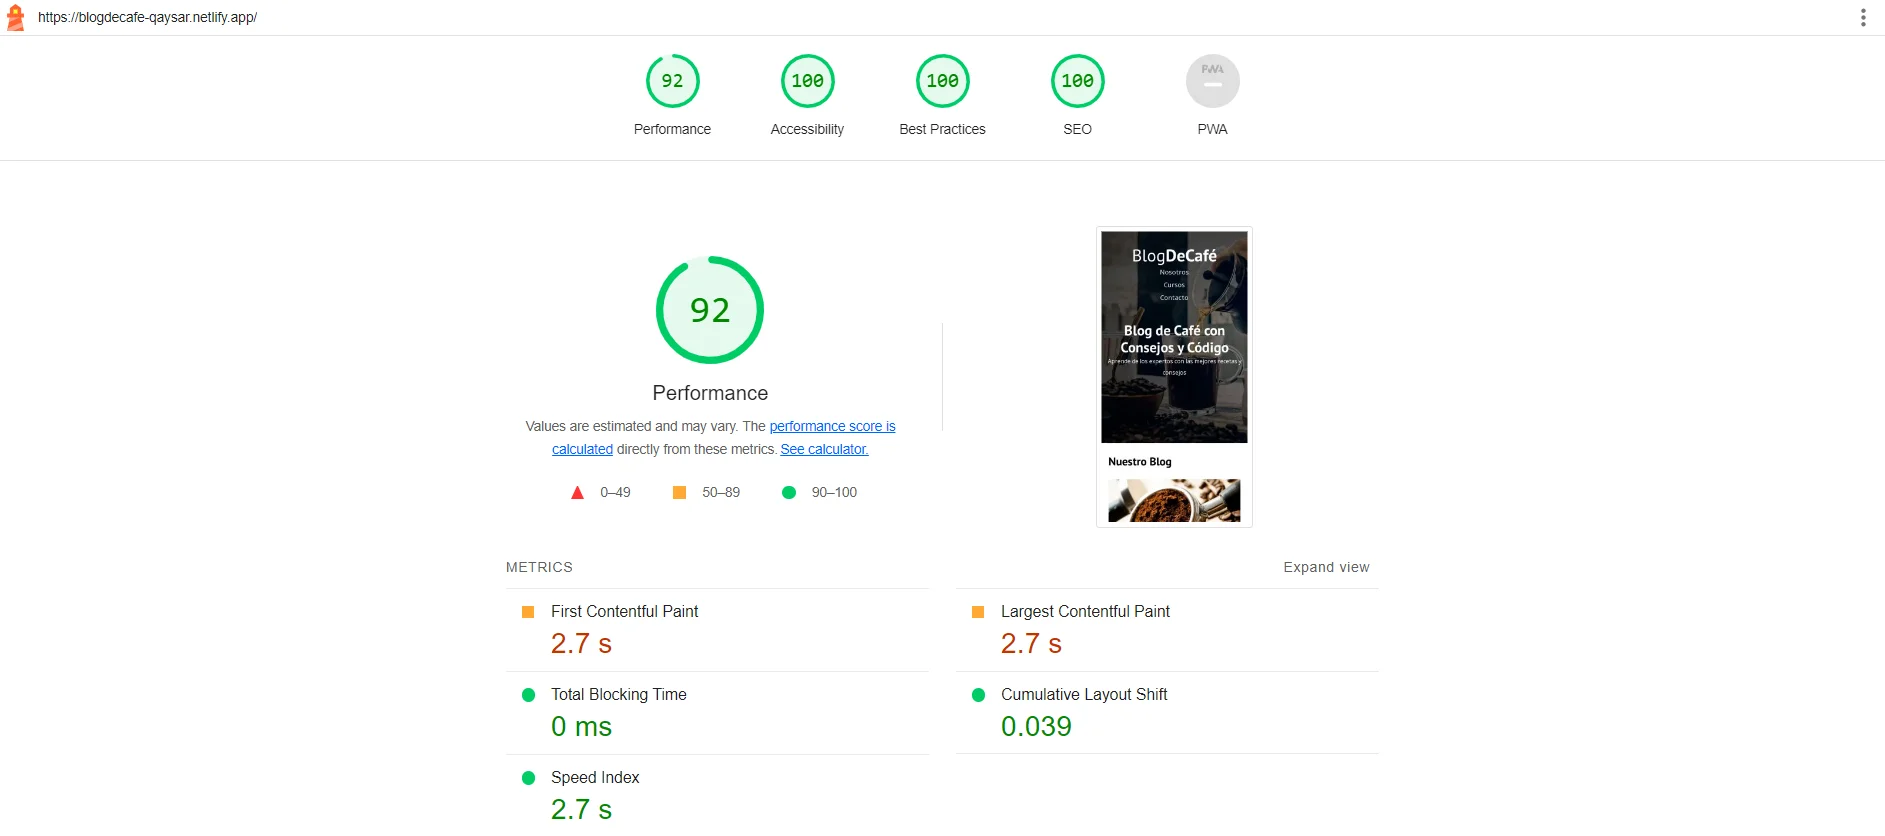 https://blogdecafe-qaysar.netlify.app/
92
100
100
100
PWA
Performance
Accessibility
Best Practices
SEO
PWA
92
Performance
Values are estimated and may vary. The performance score is
calculated directly from these metrics. See calculator.
0–49
50–89
90–100
BlogDeCafé
Nosotros
Cursos
Contacto
Blog de Café con
Consejos y Código
Aprende de los expertos con las mejores recetas y
consejos
Nuestro Blog
METRICS
Expand view
First Contentful Paint
2.7 s
Largest Contentful Paint
2.7 s
Total Blocking Time
0 ms
Cumulative Layout Shift
0.039
Speed Index
2.7 s